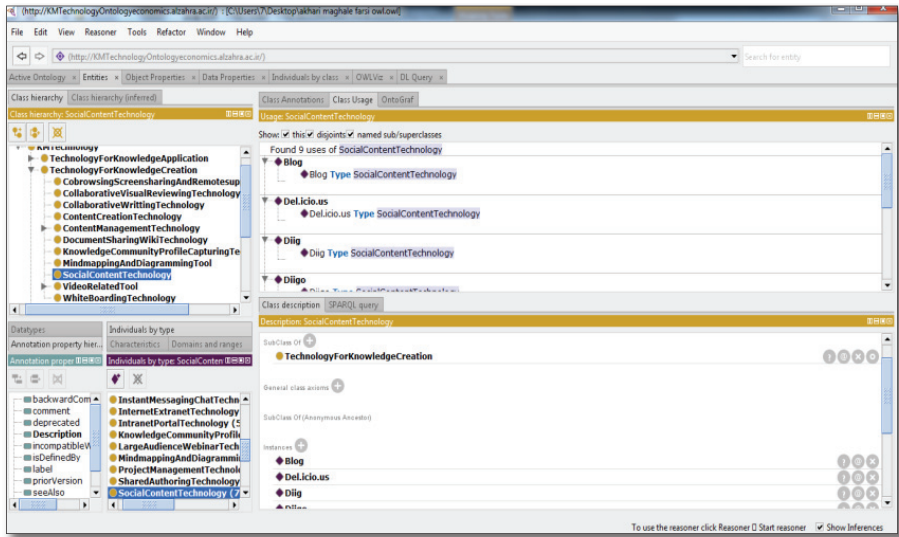 (http://KMTechnologyOntologyeconomics.alzahra.ac.ir/) : [C:\Users\7\Desktop\akhari maghale farsi owl.owl]
File Edit View Reasoner Tools Refactor Window Help
(http://KMTechnologyOntologyeconomics.alzahra.ac.ir/) Search for entity
Active Ontology × Entities × Object Properties × Data Properties × Individuals by class × OWLViz × DL Query ×
Class hierarchy Class hierarchy (inferred)
Class hierarchy: SocialContentTechnology
KMTechnology
TechnologyForKnowledgeApplication
TechnologyForKnowledgeCreation
CobrowsingScreensharingAndRemotesup
CollaborativeVisualReviewingTechnology
CollaborativeWrittingTechnology
ContentCreationTechnology
ContentManagementTechnology
DocumentSharingWikiTechnology
KnowledgeCommunityProfileCapturingTe
MindmappingAndDiagrammingTool
SocialContentTechnology
VideoRelatedTool
WhiteBoardingTechnology
Class Annotations Class Usage OntoGraf
Usage: SocialContentTechnology
Show: this disjoints named sub/superclasses
Found 9 uses of SocialContentTechnology
Blog
Blog Type SocialContentTechnology
Del.icio.us
Del.icio.us Type SocialContentTechnology
Diig
Diig Type SocialContentTechnology
Diigo
Diigo Type SocialContentTechnology
Datatypes Individuals by type
Annotation property hier... Characteristics Domains and ranges
Annotation proper Individuals by type: SocialConten
backwardCom
comment
deprecated
Description
incompatibleW
isDefinedBy
label
priorVersion
seeAlso
InstantMessagingChatTechn
InternetExtranetTechnology
IntranetPortalTechnology (5
KnowledgeCommunityProfile
LargeAudienceWebinarTech
MindmappingAndDiagrammi
ProjectManagementTechnol
SharedAuthoringTechnology
SocialContentTechnology (7
Class description SPARQL query
Description: SocialContentTechnology
SubClass Of
TechnologyForKnowledgeCreation
General class axioms
SubClass Of (Anonymous Ancestor)
Instances
Blog
Del.icio.us
Diig
Diigo
To use the reasoner click Reasoner Start reasoner Show Inferences